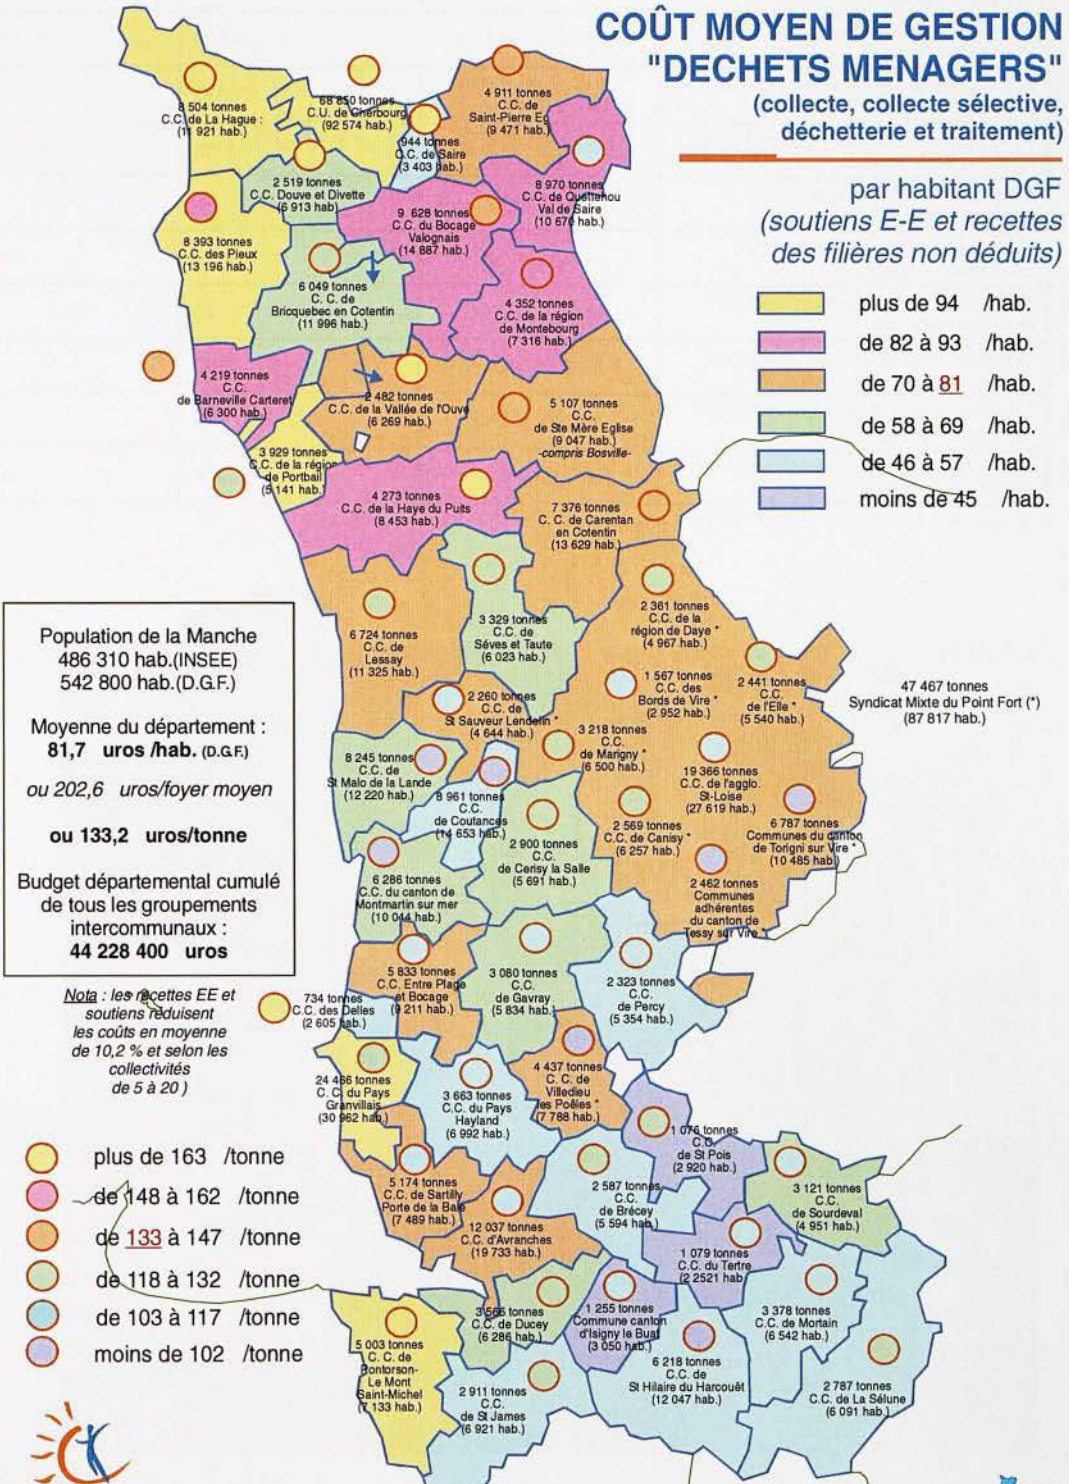 COÛT MOYEN DE GESTION
"DECHETS MENAGERS"
(collecte, collecte sélective,
déchetterie et traitement)
par habitant DGF
(soutiens E-E et recettes
des filières non déduits)
plus de 94 /hab.
de 82 à 93 /hab.
de 70 à 81 /hab.
de 58 à 69 /hab.
de 46 à 57 /hab.
moins de 45 /hab.
8 504 tonnes
C.C. de La Hague :
(11 921 hab.)
68 850 tonnes
C.U. de Cherbourg
(92 574 hab.)
944 tonnes
C.C. de Saire
(3 403 hab.)
4 911 tonnes
C.C. de
Saint-Pierre Eg
(9 471 hab.)
2 519 tonnes
C.C. Douve et Divette
(6 913 hab)
8 970 tonnes
C.C. de Quettehou
Val de Saire
(10 670 hab.)
9 628 tonnes
C.C. du Bocage
Valognais
(14 887 hab.)
8 393 tonnes
C.C. des Pieux
(13 196 hab.)
6 049 tonnes
C. C. de
Bricquebec en Cotentin
(11 996 hab.)
4 352 tonnes
C.C. de la région
de Montebourg
(7 316 hab.)
4 219 tonnes
C.C.
de Barneville Carteret
(6 300 hab.)
2 482 tonnes
C.C. de la Vallée de l'Ouve
(6 269 hab.)
5 107 tonnes
C.C.
de Ste Mère Eglise
(9 047 hab.)
-compris Bosville-
3 929 tonnes
C.C. de la région
de Portbail
(5 141 hab.)
4 273 tonnes
C.C. de la Haye du Puits
(8 453 hab.)
7 376 tonnes
C. C. de Carentan
en Cotentin
(13 629 hab.)
6 724 tonnes
C.C. de
Lessay
(11 325 hab.)
3 329 tonnes
C.C. de
Sèves et Taute
(6 023 hab.)
2 361 tonnes
C.C. de la
région de Daye *
(4 967 hab.)
1 567 tonnes
C.C. des
Bords de Vire *
(2 952 hab.)
2 441 tonnes
C.C.
de l'Elle *
(5 540 hab.)
47 467 tonnes
Syndicat Mixte du Point Fort (*)
(87 817 hab.)
2 260 tonnes
C.C. de
St Sauveur Lendelin *
(4 644 hab.)
3 218 tonnes
C.C.
de Marigny *
(6 500 hab.)
8 245 tonnes
C.C. de
St Malo de la Lande
(12 220 hab.)
19 366 tonnes
C.C. de l'agglo.
St-Loise
(27 619 hab.)
8 961 tonnes
C.C.
de Coutances
(14 653 hab.)
2 569 tonnes
C.C. de Canisy *
(6 257 hab.)
6 787 tonnes
Communes du canton
de Torigni sur Vire *
(10 485 hab.)
2 900 tonnes
C.C.
de Cerisy la Salle
(5 691 hab.)
6 286 tonnes
C.C. du canton de
Montmartin sur mer
(10 044 hab.)
2 462 tonnes
Communes
adhérentes
du canton de
Tessy sur Vire *
5 833 tonnes
C.C. Entre Plage
et Bocage
(9 211 hab.)
3 080 tonnes
C.C.
de Gavray
(5 834 hab.)
2 323 tonnes
C.C.
de Percy
(5 354 hab.)
734 tonnes
C.C. des Delles
(2 605 hab.)
24 466 tonnes
C. C. du Pays
Granvillais
(30 962 hab.)
3 663 tonnes
C.C. du Pays
Hayland
(6 992 hab.)
4 437 tonnes
C. C. de
Villedieu
les Poêles *
(7 788 hab.)
1 076 tonnes
C.C.
de St Pois
(2 920 hab.)
5 174 tonnes
C.C. de Sartilly
Porte de la Baie
(7 489 hab.)
2 587 tonnes
C.C.
de Brécey
(5 594 hab.)
3 121 tonnes
C.C.
de Sourdeval
(4 951 hab.)
12 037 tonnes
C.C. d'Avranches
(19 733 hab.)
1 079 tonnes
C.C. du Tertre
(2 2521 hab
3 566 tonnes
C.C. de Ducey
(6 286 hab.)
1 255 tonnes
Commune canton
d'Isigny le Buat
(3 050 hab.)
3 378 tonnes
C.C. de Mortain
(6 542 hab.)
5 003 tonnes
C. C. de
Pontorson-
Le Mont
Saint-Michel
(7 133 hab.)
6 218 tonnes
C.C. de
St Hilaire du Harcouët
(12 047 hab.)
2 911 tonnes
C.C.
de St James
(6 921 hab.)
2 787 tonnes
C.C. de La Sélune
(6 091 hab.)
Population de la Manche
486 310 hab.(INSEE)
542 800 hab.(D.G.F.)
Moyenne du département :
81,7 uros /hab. (D.G.F.)
ou 202,6 uros/foyer moyen
ou 133,2 uros/tonne
Budget départemental cumulé
de tous les groupements
intercommunaux :
44 228 400 uros
Nota : les recettes EE et
soutiens réduisent
les coûts en moyenne
de 10,2 % et selon les
collectivités
de 5 à 20 )
plus de 163 /tonne
de 148 à 162 /tonne
de 133 à 147 /tonne
de 118 à 132 /tonne
de 103 à 117 /tonne
moins de 102 /tonne